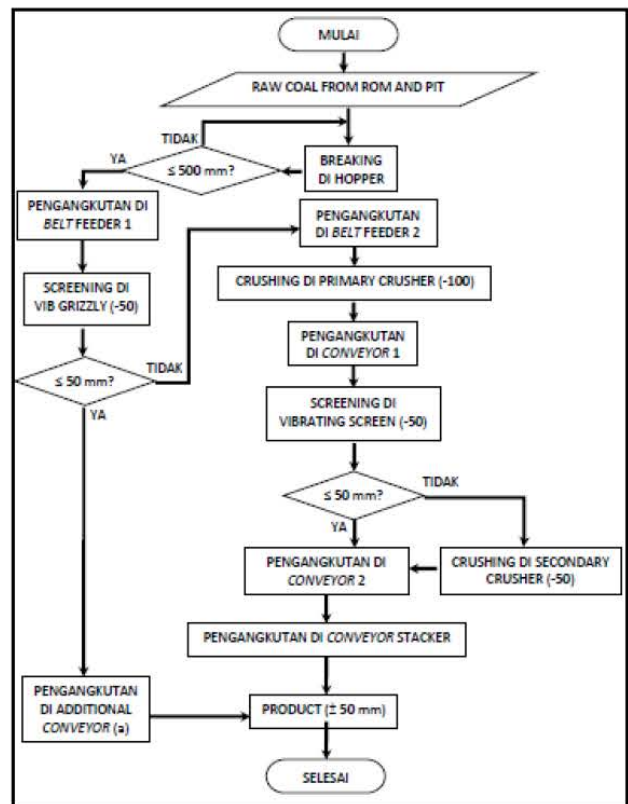 MULAI
RAW COAL FROM ROM AND PIT
TIDAK
YA
≤ 500 mm?
BREAKING
DI HOPPER
PENGANGKUTAN DI
BELT FEEDER 1
PENGANGKUTAN
DI BELT FEEDER 2
SCREENING DI
VIB GRIZZLY (-50)
CRUSHING DI PRIMARY CRUSHER (-100)
PENGANGKUTAN
DI CONVEYOR 1
TIDAK
≤ 50 mm?
YA
SCREENING DI
VIBRATING SCREEN (-50)
TIDAK
≤ 50 mm?
YA
PENGANGKUTAN DI
CONVEYOR 2
CRUSHING DI SECONDARY
CRUSHER (-50)
PENGANGKUTAN DI CONVEYOR STACKER
PENGANGKUTAN
DI ADDITIONAL
CONVEYOR (a)
PRODUCT (± 50 mm)
SELESAI